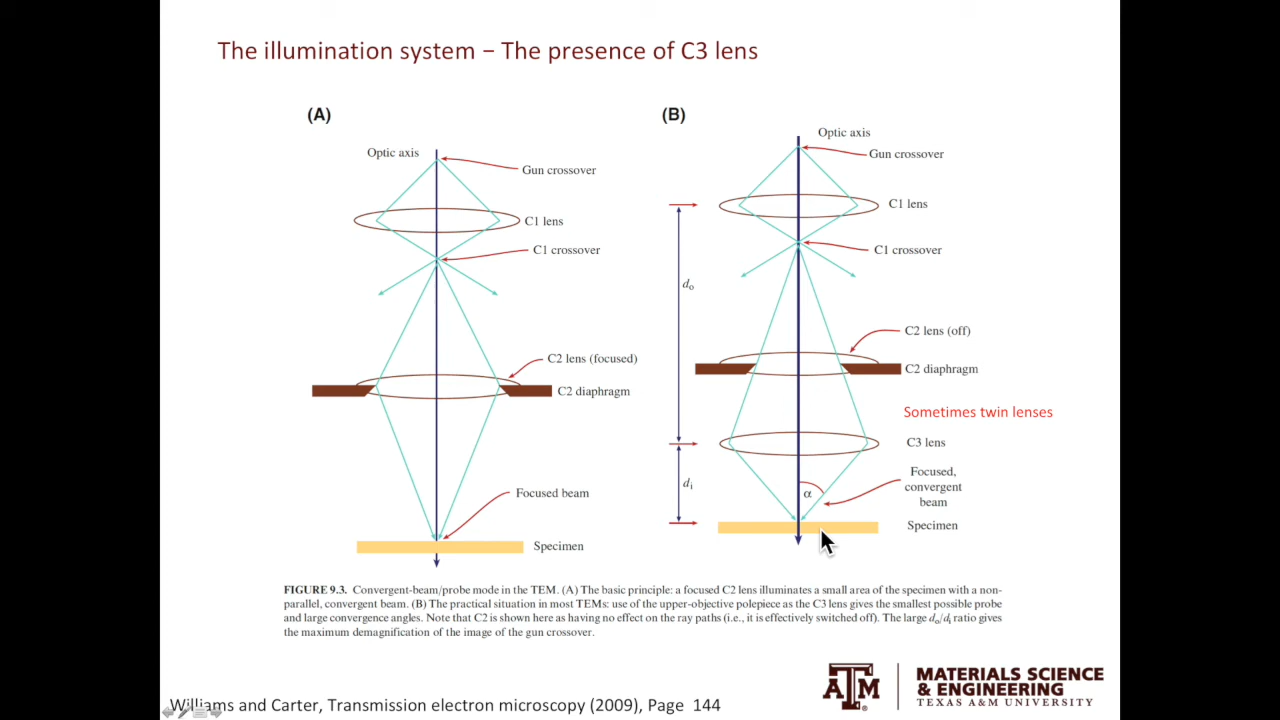 The illumination system – The presence of C3 lens
(A)
Optic axis
Gun crossover
C1 lens
C1 crossover
C2 lens (focused)
C2 diaphragm
Focused beam
Specimen
(B)
Optic axis
Gun crossover
C1 lens
C1 crossover
do
C2 lens (off)
C2 diaphragm
Sometimes twin lenses
C3 lens
di
α
Focused,
convergent
beam
Specimen
FIGURE 9.3. Convergent-beam/probe mode in the TEM. (A) The basic principle: a focused C2 lens illuminates a small area of the specimen with a non-
parallel, convergent beam. (B) The practical situation in most TEMs: use of the upper-objective polepiece as the C3 lens gives the smallest possible probe
and large convergence angles. Note that C2 is shown here as having no effect on the ray paths (i.e., it is effectively switched off). The large do/di ratio gives
the maximum demagnification of the image of the gun crossover.
Williams and Carter, Transmission electron microscopy (2009), Page 144
ATM
MATERIALS SCIENCE
& ENGINEERING
TEXAS A&M UNIVERSITY